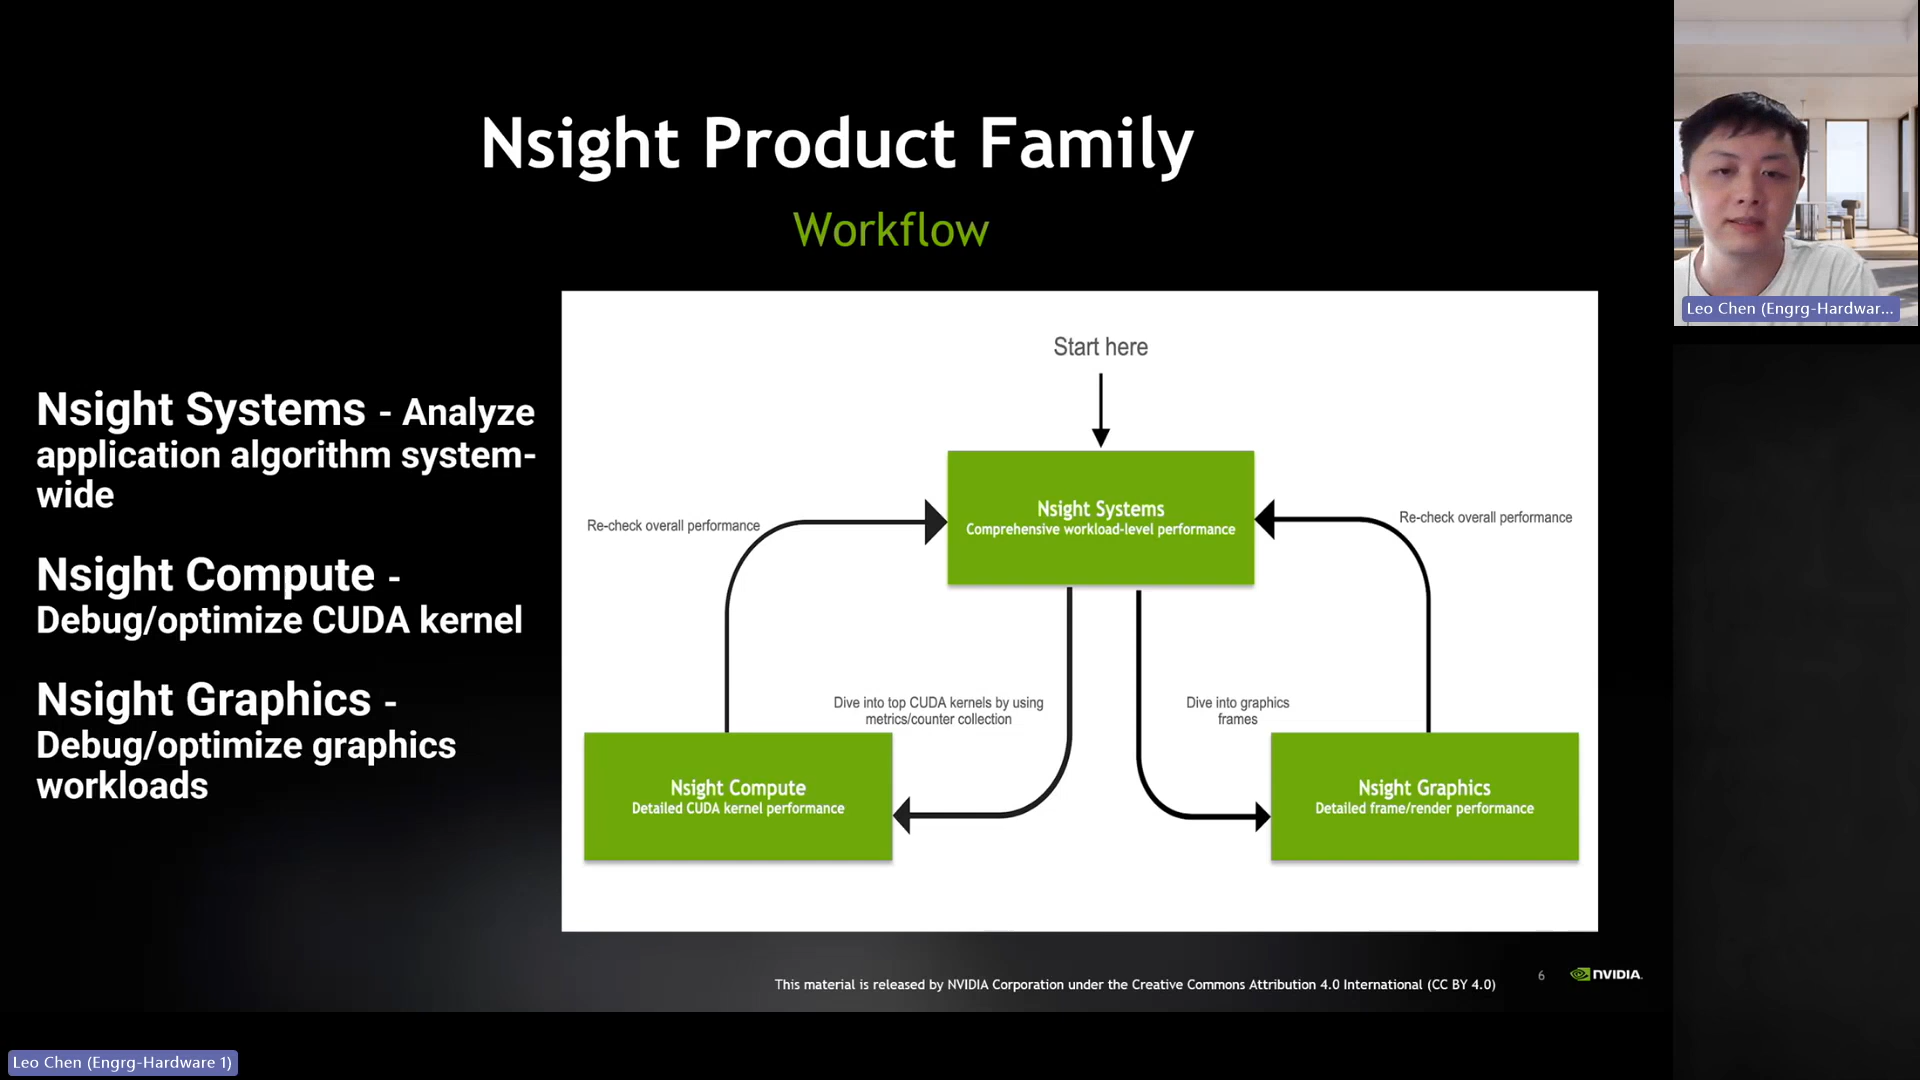 Nsight Product Family
Workflow
Nsight Systems - Analyze
application algorithm system-
wide
Nsight Compute -
Debug/optimize CUDA kernel
Nsight Graphics -
Debug/optimize graphics
workloads
Start here
Nsight Systems
Comprehensive workload-level performance
Re-check overall performance
Re-check overall performance
Dive into top CUDA kernels by using
metrics/counter collection
Dive into graphics
frames
Nsight Compute
Detailed CUDA kernel performance
Nsight Graphics
Detailed frame/render performance
This material is released by NVIDIA Corporation under the Creative Commons Attribution 4.0 International (CC BY 4.0)
6
NVIDIA.
Leo Chen (Engrg-Hardwar...
Leo Chen (Engrg-Hardware 1)